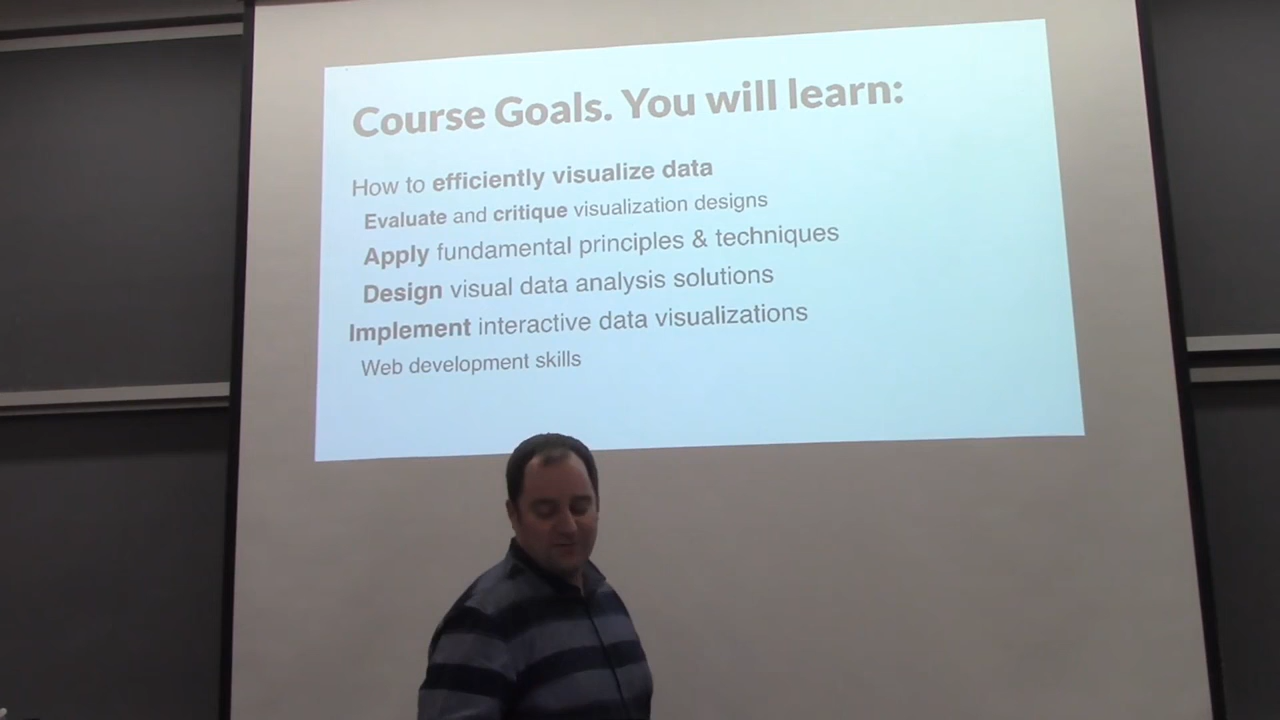 Course Goals. You will learn:
How to efficiently visualize data
Evaluate and critique visualization designs
Apply fundamental principles & techniques
Design visual data analysis solutions
Implement interactive data visualizations
Web development skills